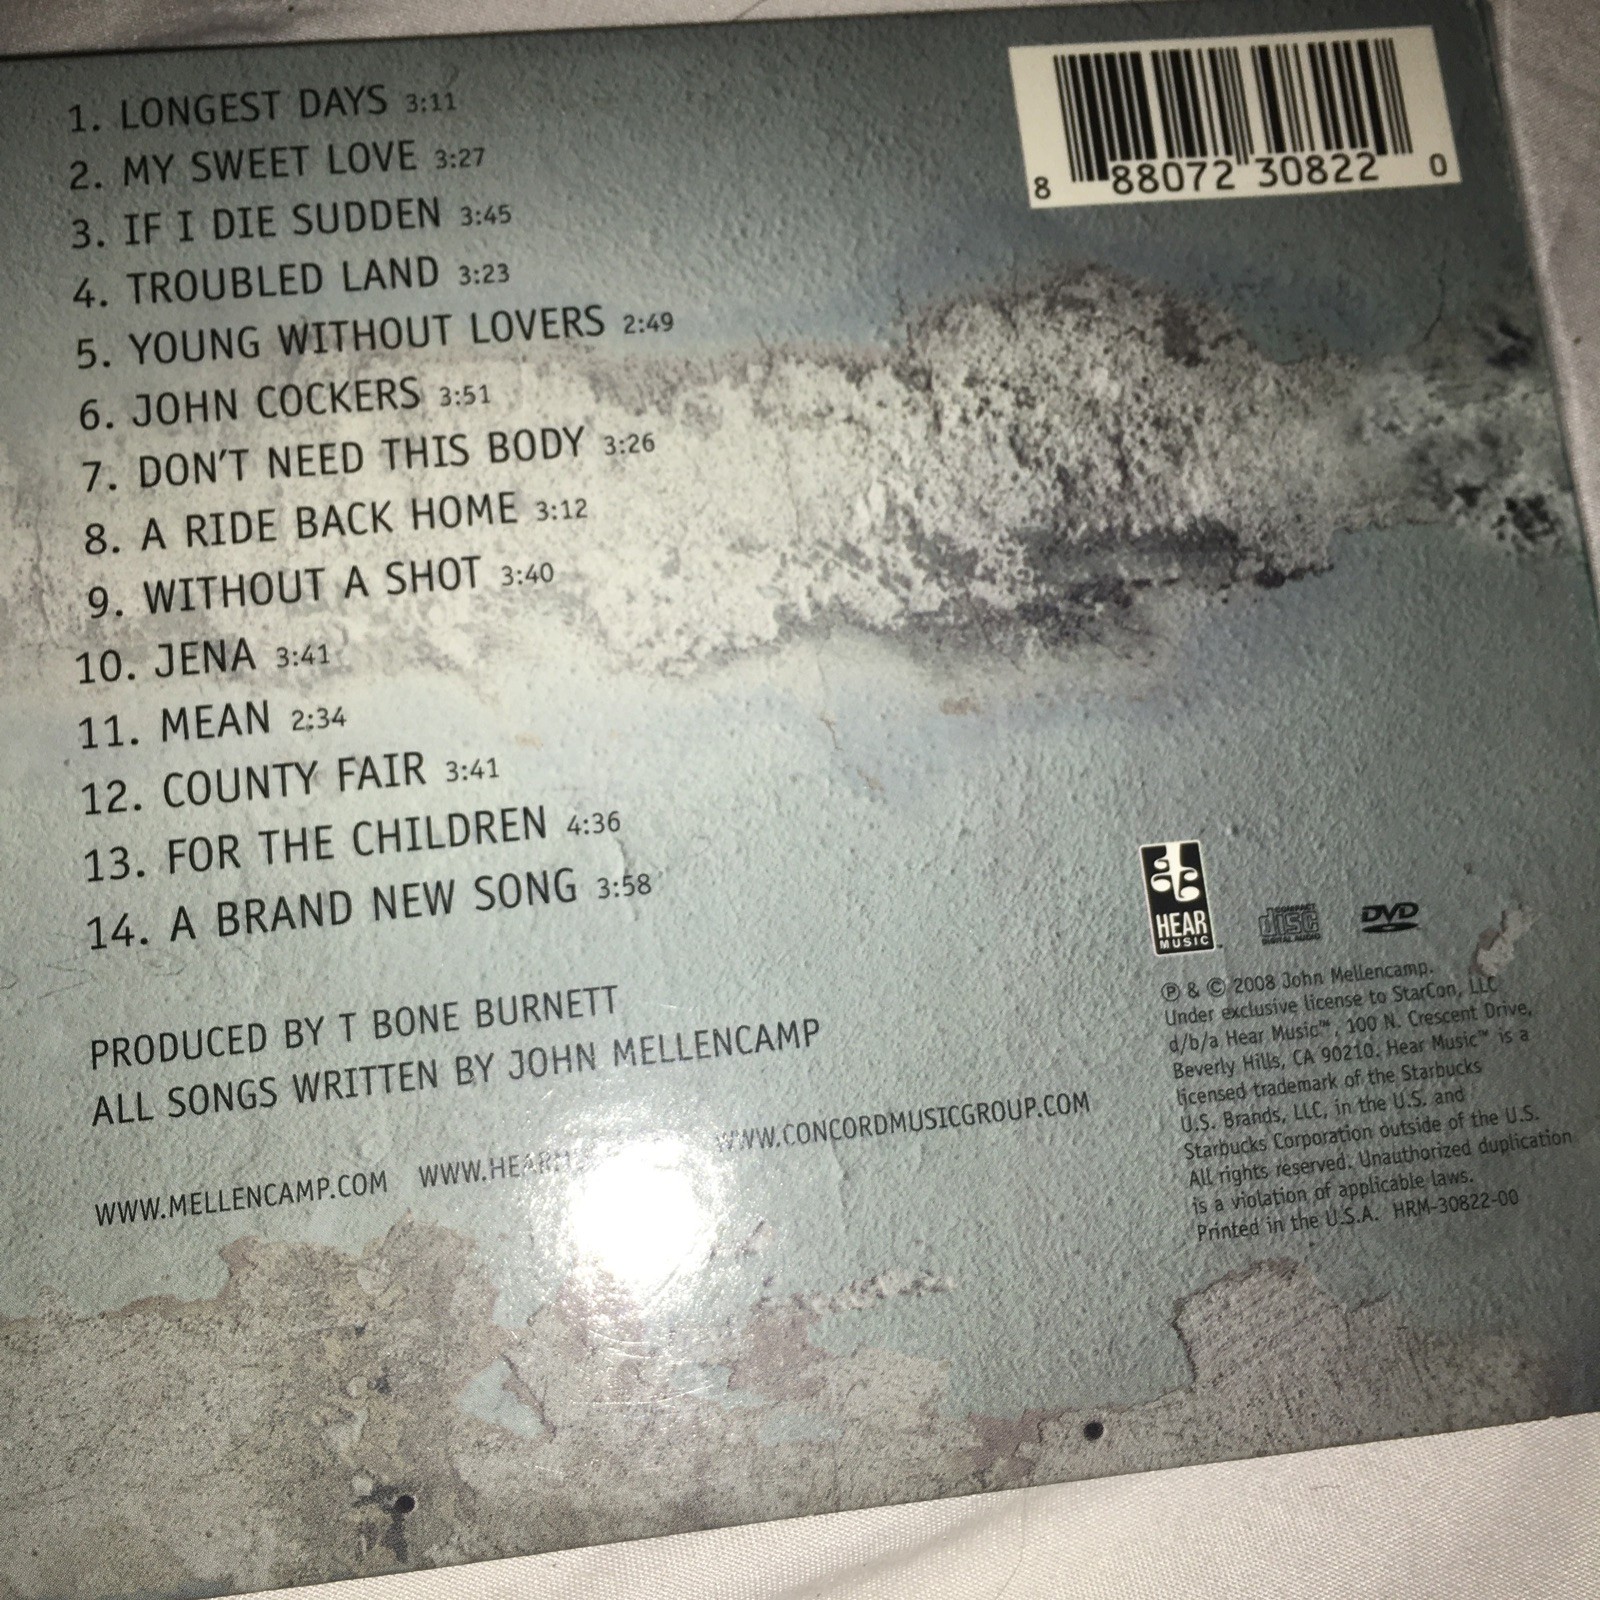 1. LONGEST DAYS 3:11
2. MY SWEET LOVE 3:27
3. IF I DIE SUDDEN 3:45
4. TROUBLED LAND 3:23
5. YOUNG WITHOUT LOVERS 2:49
6. JOHN COCKERS 3:51
7. DON'T NEED THIS BODY 3:26
8. A RIDE BACK HOME 3:12
9. WITHOUT A SHOT 3:40
10. JENA 3:41
11. MEAN 2:34
12. COUNTY FAIR 3:41
13. FOR THE CHILDREN 4:36
14. A BRAND NEW SONG 3:58
PRODUCED BY T BONE BURNETT
ALL SONGS WRITTEN BY JOHN MELLENCAMP
WWW.MELLENCAMP.COM WWW.CONCORDMUSICGROUP.COM
8 88072 30822 0
HEAR
MUSIC™
COMPACT
disc
DIGITAL AUDIO
DVD
℗ & © 2008 John Mellencamp.
Under exclusive license to StarCon, LLC
d/b/a Hear Music™, 100 N. Crescent Drive,
Beverly Hills, CA 90210. Hear Music™ is a
licensed trademark of the Starbucks
U.S. Brands, LLC, in the U.S. and
Starbucks Corporation outside of the U.S.
All rights reserved. Unauthorized duplication
is a violation of applicable laws.
Printed in the U.S.A. HRM-30822-00